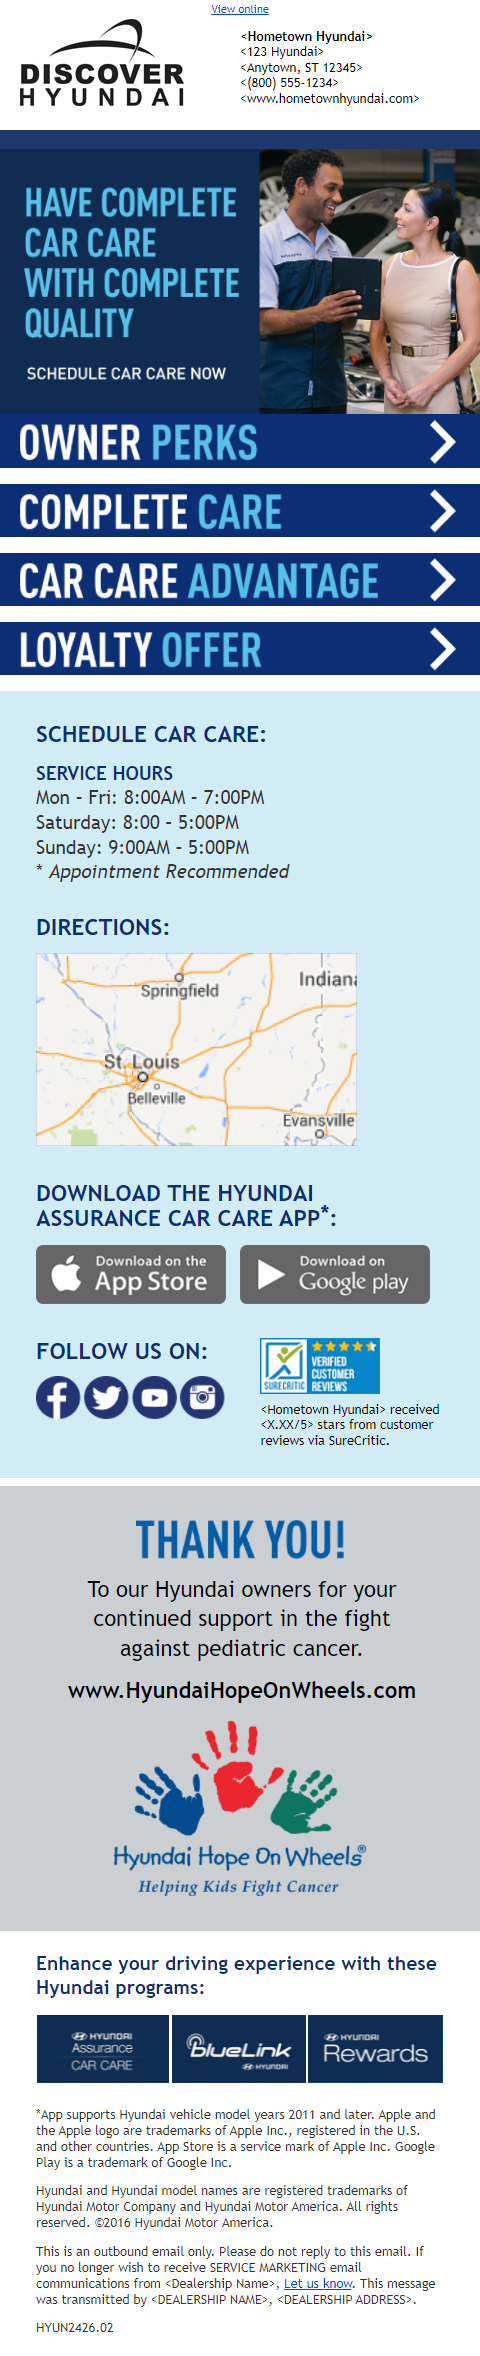 View online
DISCOVER
HYUNDAI
<Hometown Hyundai>
<123 Hyundai>
<Anytown, ST 12345>
<(800) 555-1234>
<www.hometownhyundai.com>
HAVE COMPLETE
CAR CARE
WITH COMPLETE
QUALITY
SCHEDULE CAR CARE NOW
OWNER PERKS
COMPLETE CARE
CAR CARE ADVANTAGE
LOYALTY OFFER
SCHEDULE CAR CARE:
SERVICE HOURS
Mon - Fri: 8:00AM - 7:00PM
Saturday: 8:00 - 5:00PM
Sunday: 9:00AM - 5:00PM
* Appointment Recommended
DIRECTIONS:
Springfield
Indiana
St. Louis
Belleville
Evansville
DOWNLOAD THE HYUNDAI
ASSURANCE CAR CARE APP*:
Download on the
App Store
Download on
Google play
FOLLOW US ON:
SURECRITIC
VERIFIED
CUSTOMER
REVIEWS
<Hometown Hyundai> received
<X.XX/5> stars from customer
reviews via SureCritic.
THANK YOU!
To our Hyundai owners for your
continued support in the fight
against pediatric cancer.
www.HyundaiHopeOnWheels.com
Hyundai Hope On Wheels®
Helping Kids Fight Cancer
Enhance your driving experience with these
Hyundai programs:
HYUNDAI
Assurance
CAR CARE
blueLink
HYUNDAI
HYUNDAI
Rewards
*App supports Hyundai vehicle model years 2011 and later. Apple and
the Apple logo are trademarks of Apple Inc., registered in the U.S.
and other countries. App Store is a service mark of Apple Inc. Google
Play is a trademark of Google Inc.
Hyundai and Hyundai model names are registered trademarks of
Hyundai Motor Company and Hyundai Motor America. All rights
reserved. ©2016 Hyundai Motor America.
This is an outbound email only. Please do not reply to this email. If
you no longer wish to receive SERVICE MARKETING email
communications from <Dealership Name>, Let us know. This message
was transmitted by <DEALERSHIP NAME>, <DEALERSHIP ADDRESS>.
HYUN2426.02